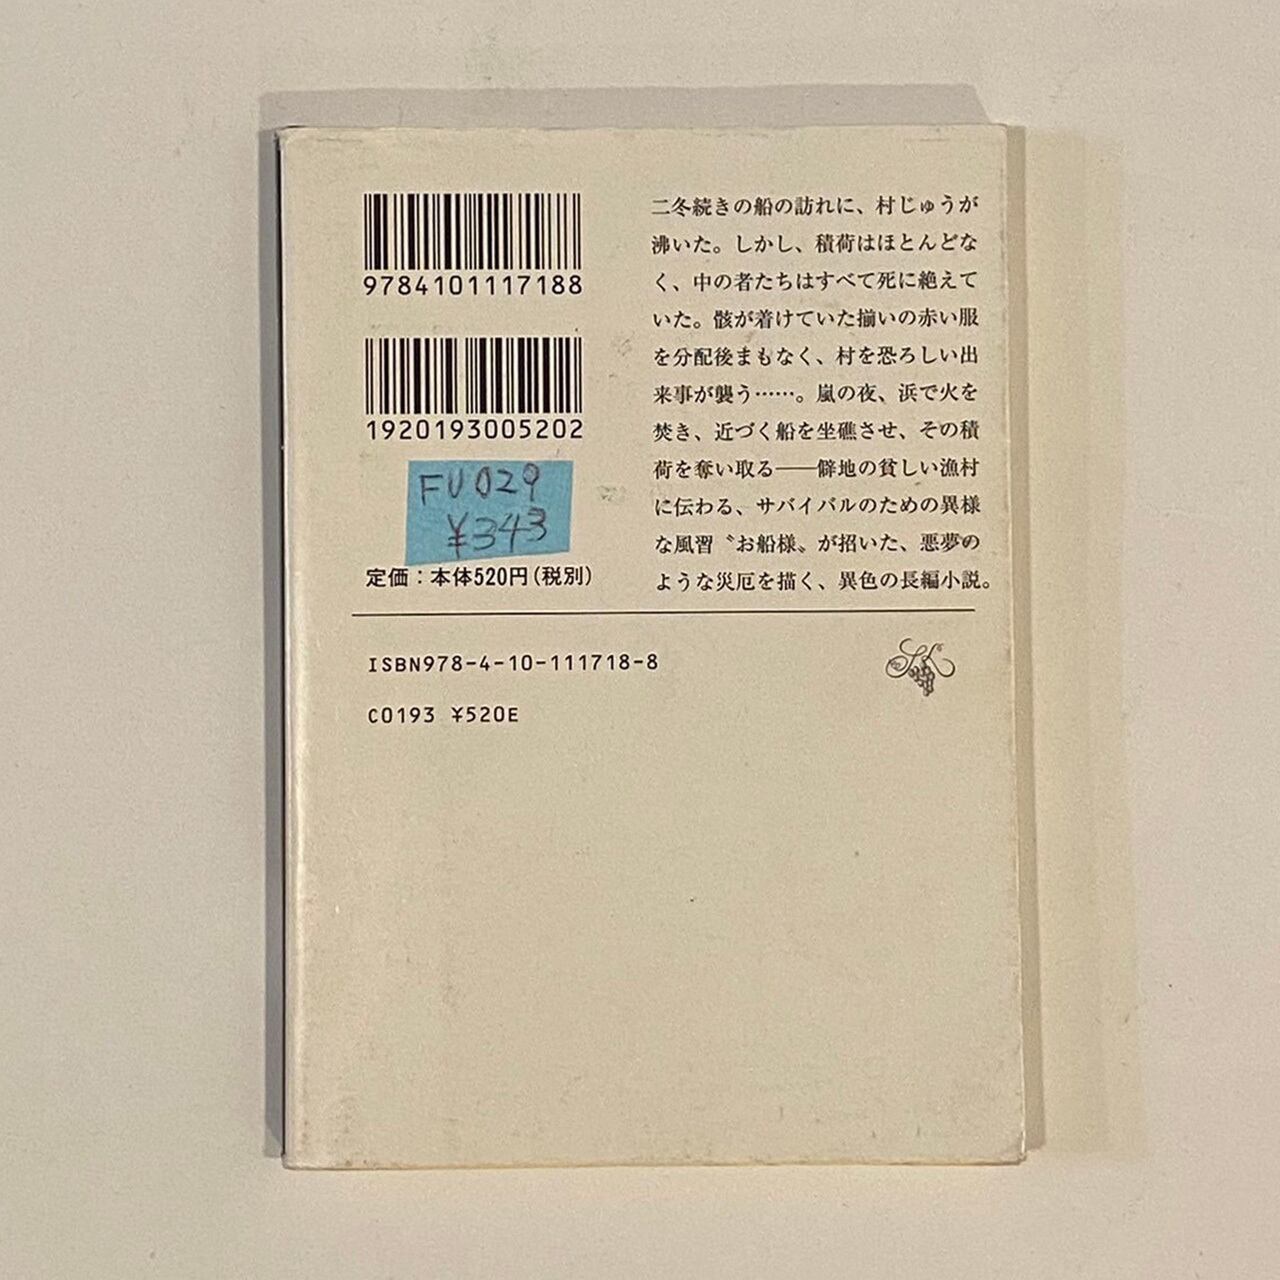 9784101117188
1920193005202
FU029
¥343
定価：本体520円(税別)
二冬続きの船の訪れに、村じゅうが
沸いた。しかし、積荷はほとんどな
く、中の者たちはすべて死に絶えて
いた。骸が着けていた揃いの赤い服
を分配後まもなく、村を恐ろしい出
来事が襲う……。嵐の夜、浜で火を
焚き、近づく船を坐礁させ、その積
荷を奪い取る――僻地の貧しい漁村
に伝わる、サバイバルのための異様
な風習〝お船様〟が招いた、悪夢の
ような災厄を描く、異色の長編小説。
ISBN978-4-10-111718-8
C0193 ¥520E